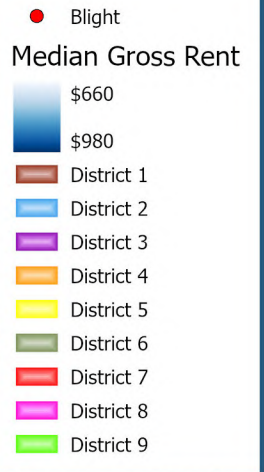 Blight
Median Gross Rent
$660
$980
District 1
District 2
District 3
District 4
District 5
District 6
District 7
District 8
District 9